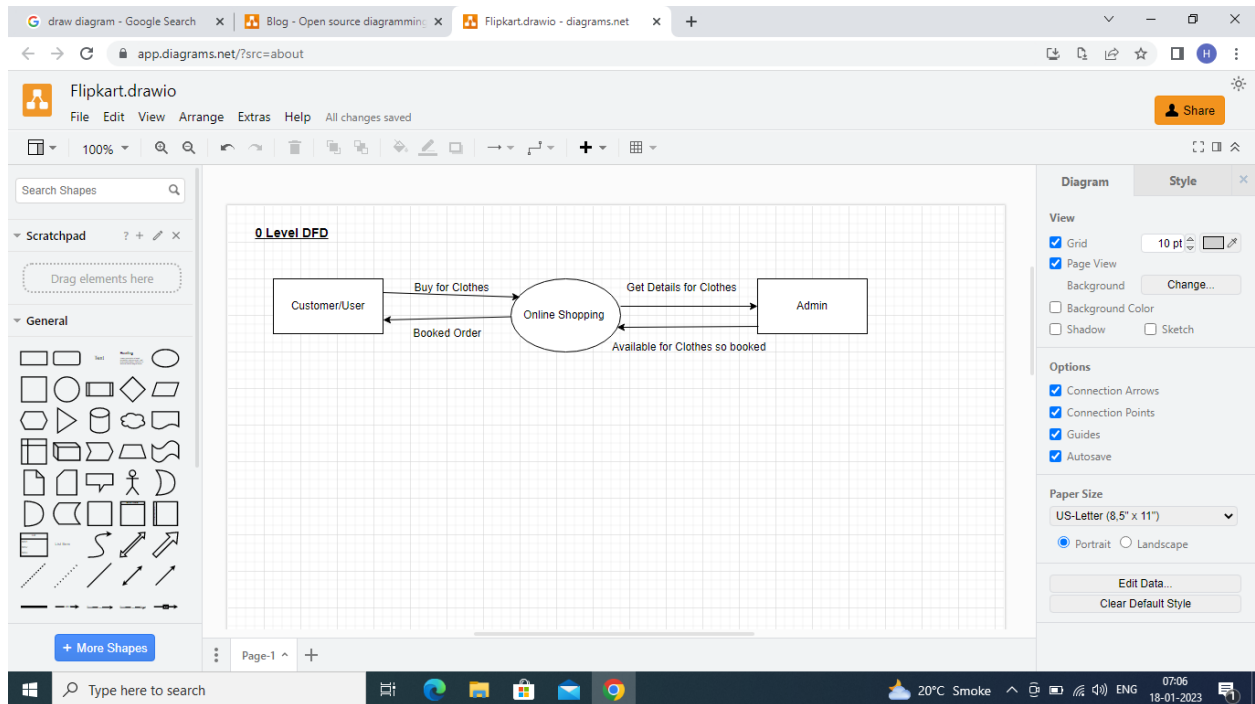 draw diagram - Google Search
Blog - Open source diagramming
Flipkart.drawio - diagrams.net
app.diagrams.net/?src=about
H
Flipkart.drawio
File Edit View Arrange Extras Help All changes saved
Share
100%
Search Shapes
Scratchpad
Drag elements here
General
Text
+ More Shapes
0 Level DFD
Customer/User
Buy for Clothes
Booked Order
Online Shopping
Get Details for Clothes
Available for Clothes so booked
Admin
Page-1
Diagram Style
View
Grid 10 pt
Page View
Background Change...
Background Color
Shadow Sketch
Options
Connection Arrows
Connection Points
Guides
Autosave
Paper Size
US-Letter (8,5" x 11")
Portrait Landscape
Edit Data...
Clear Default Style
Type here to search
20°C Smoke
ENG
07:06
18-01-2023
1